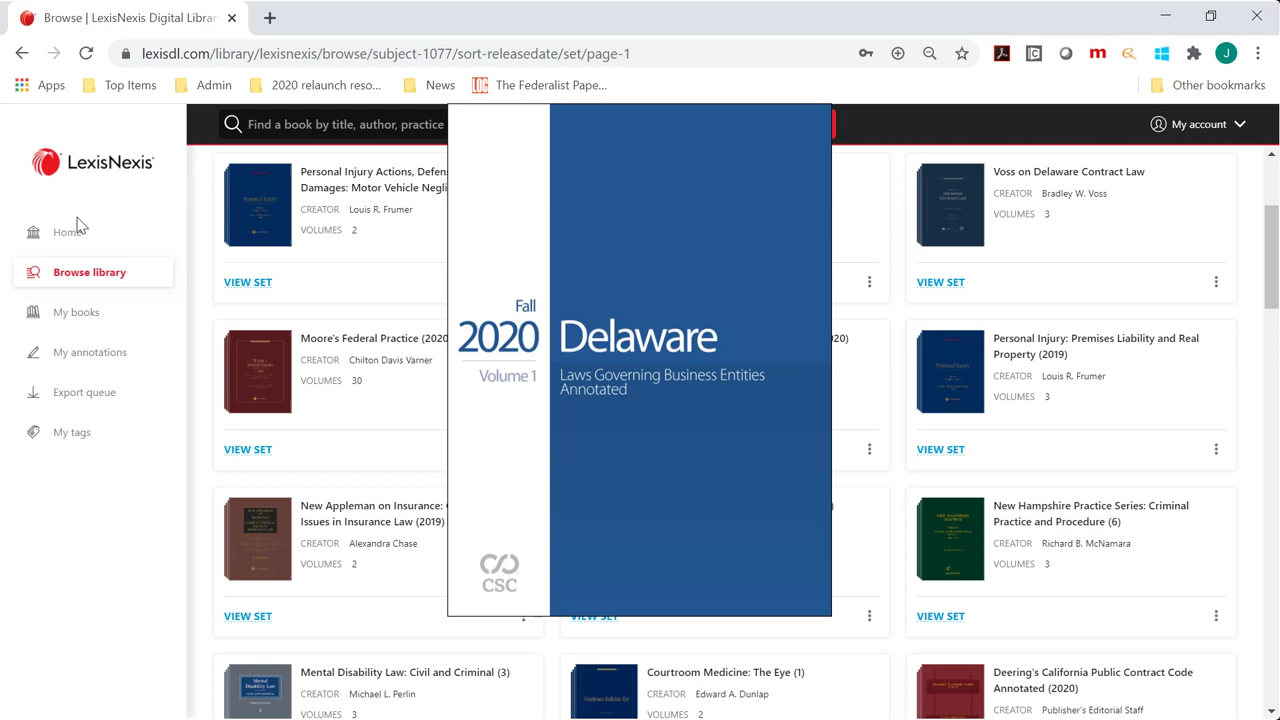 Browse | LexisNexis Digital Librar
lexisdl.com/library/lexisnexis/browse/subject-1077/sort-releasedate/set/page-1
J
Apps
Top Items
Admin
2020 relaunch reso...
News
The Federalist Pape...
Other bookmarks
LexisNexis
Home
Browse library
My books
My annotations
Export queue
My tags
Find a book by title, author, practice
My account
Personal Injury Actions, Def
Damages: Motor Vehicle Negli
CREATOR Louis R. Frumer
VOLUMES 2
VIEW SET
Voss on Delaware Contract Law
CREATOR Bradley W. Voss
VOLUMES 3
VIEW SET
Moore's Federal Practice (2020
CREATOR Chilton Davis Varner
VOLUMES 30
VIEW SET
20)
Personal Injury: Premises Liability and Real
Property (2019)
CREATOR Louis R. Frumer
VOLUMES 3
VIEW SET
Fall
2020
Volume 1
Delaware
Laws Governing Business Entities
Annotated
CSC
New Appleman on Insurance:
Issues in Insurance Law (2019)
CREATOR Alexandra Chanin
VOLUMES 2
VIEW SET
VIEW SET
New Hampshire Practice Series: Criminal
Practice and Procedure (6)
CREATOR Richard B. McNamara
VOLUMES 3
VIEW SET
Mental Disability Law: Civil and Criminal (3)
CREATOR Michael L. Perlin
Courtroom Medicine: The Eye (1)
CREATOR Edward A. Dunlap
VOLUMES 2
Deering's California Public Contract Code
Annotated (2020)
CREATOR Publisher's Editorial Staff